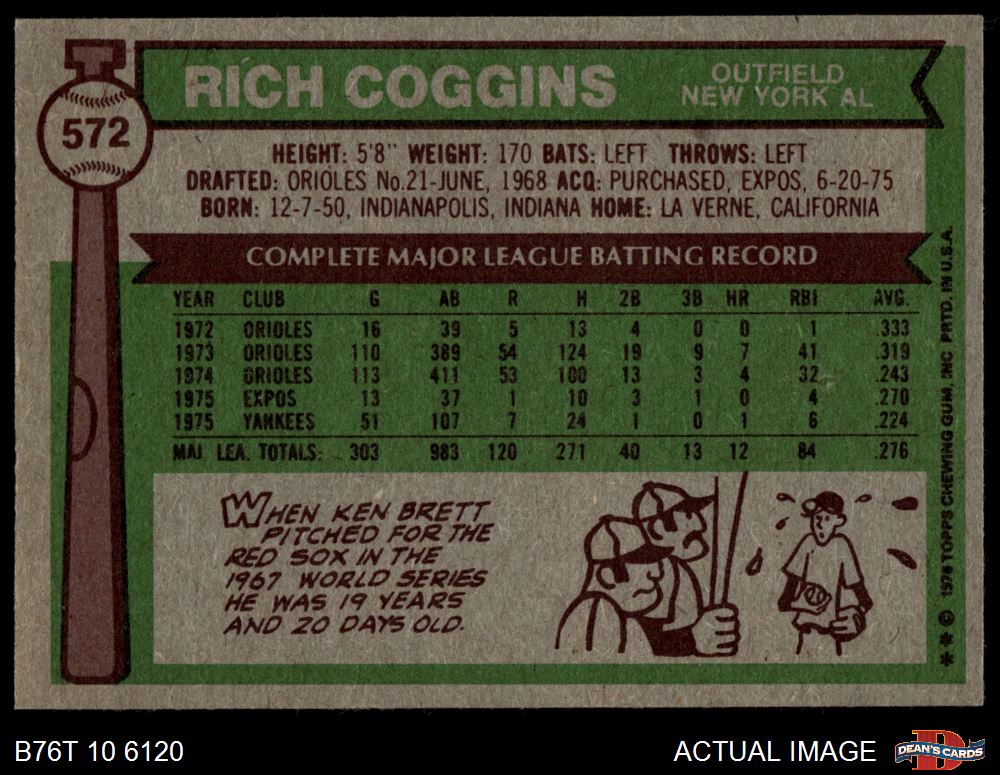 572
RICH COGGINS
OUTFIELD
NEW YORK AL
HEIGHT: 5'8" WEIGHT: 170 BATS: LEFT THROWS: LEFT
DRAFTED: ORIOLES No.21-JUNE, 1968 ACQ: PURCHASED, EXPOS, 6-20-75
BORN: 12-7-50, INDIANAPOLIS, INDIANA HOME: LA VERNE, CALIFORNIA
COMPLETE MAJOR LEAGUE BATTING RECORD
YEAR CLUB G AB R H 2B 3B HR RBI AVG.
1972 ORIOLES 16 39 5 13 4 0 0 1 .333
1973 ORIOLES 110 389 54 124 19 9 7 41 .319
1974 ORIOLES 113 411 53 100 13 3 4 32 .243
1975 EXPOS 13 37 1 10 3 1 0 4 .270
1975 YANKEES 51 107 7 24 1 0 1 6 .224
MAJ. LEA. TOTALS: 303 983 120 271 40 13 12 84 .276
WHEN KEN BRETT
PITCHED FOR THE
RED SOX IN THE
1967 WORLD SERIES
HE WAS 19 YEARS
AND 20 DAYS OLD.
** © 1976 TOPPS CHEWING GUM, INC PRTD. IN U.S.A.
B76T 10 6120
ACTUAL IMAGE
D
DEAN'S CARDS